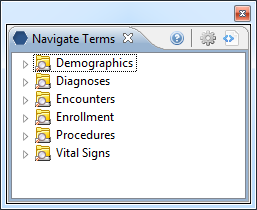 Navigate Terms
Demographics
Diagnoses
Encounters
Enrollment
Procedures
Vital Signs